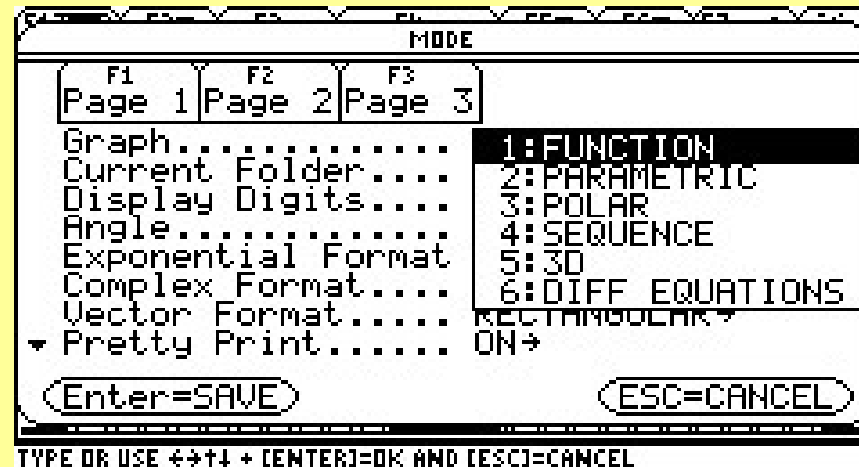 MODE
F1 F2 F3
Page 1 Page 2 Page 3
Graph.............
Current Folder....
Display Digits....
Angle.............
Exponential Format
Complex Format....
Vector Format..... RECTANGULAR→
Pretty Print...... ON→
1:FUNCTION
2:PARAMETRIC
3:POLAR
4:SEQUENCE
5:3D
6:DIFF EQUATIONS
Enter=SAVE ESC=CANCEL
TYPE OR USE ←→↑↓ + [ENTER]=OK AND [ESC]=CANCEL